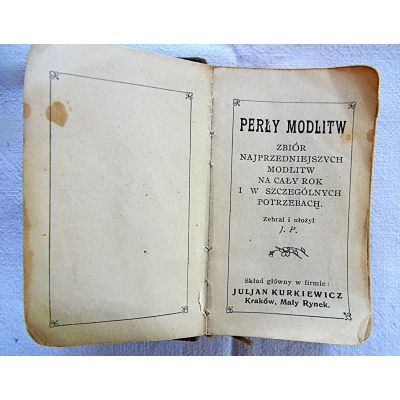 PERŁY MODLITW
ZBIÓR
NAJPRZEDNIEJSZYCH
MODLITW
NA CAŁY ROK
I W SZCZEGÓLNYCH
POTRZEBACH.
Zebrał i ułożył
J. P.
Skład główny w firmie:
JULJAN KURKIEWICZ
Kraków, Mały Rynek.